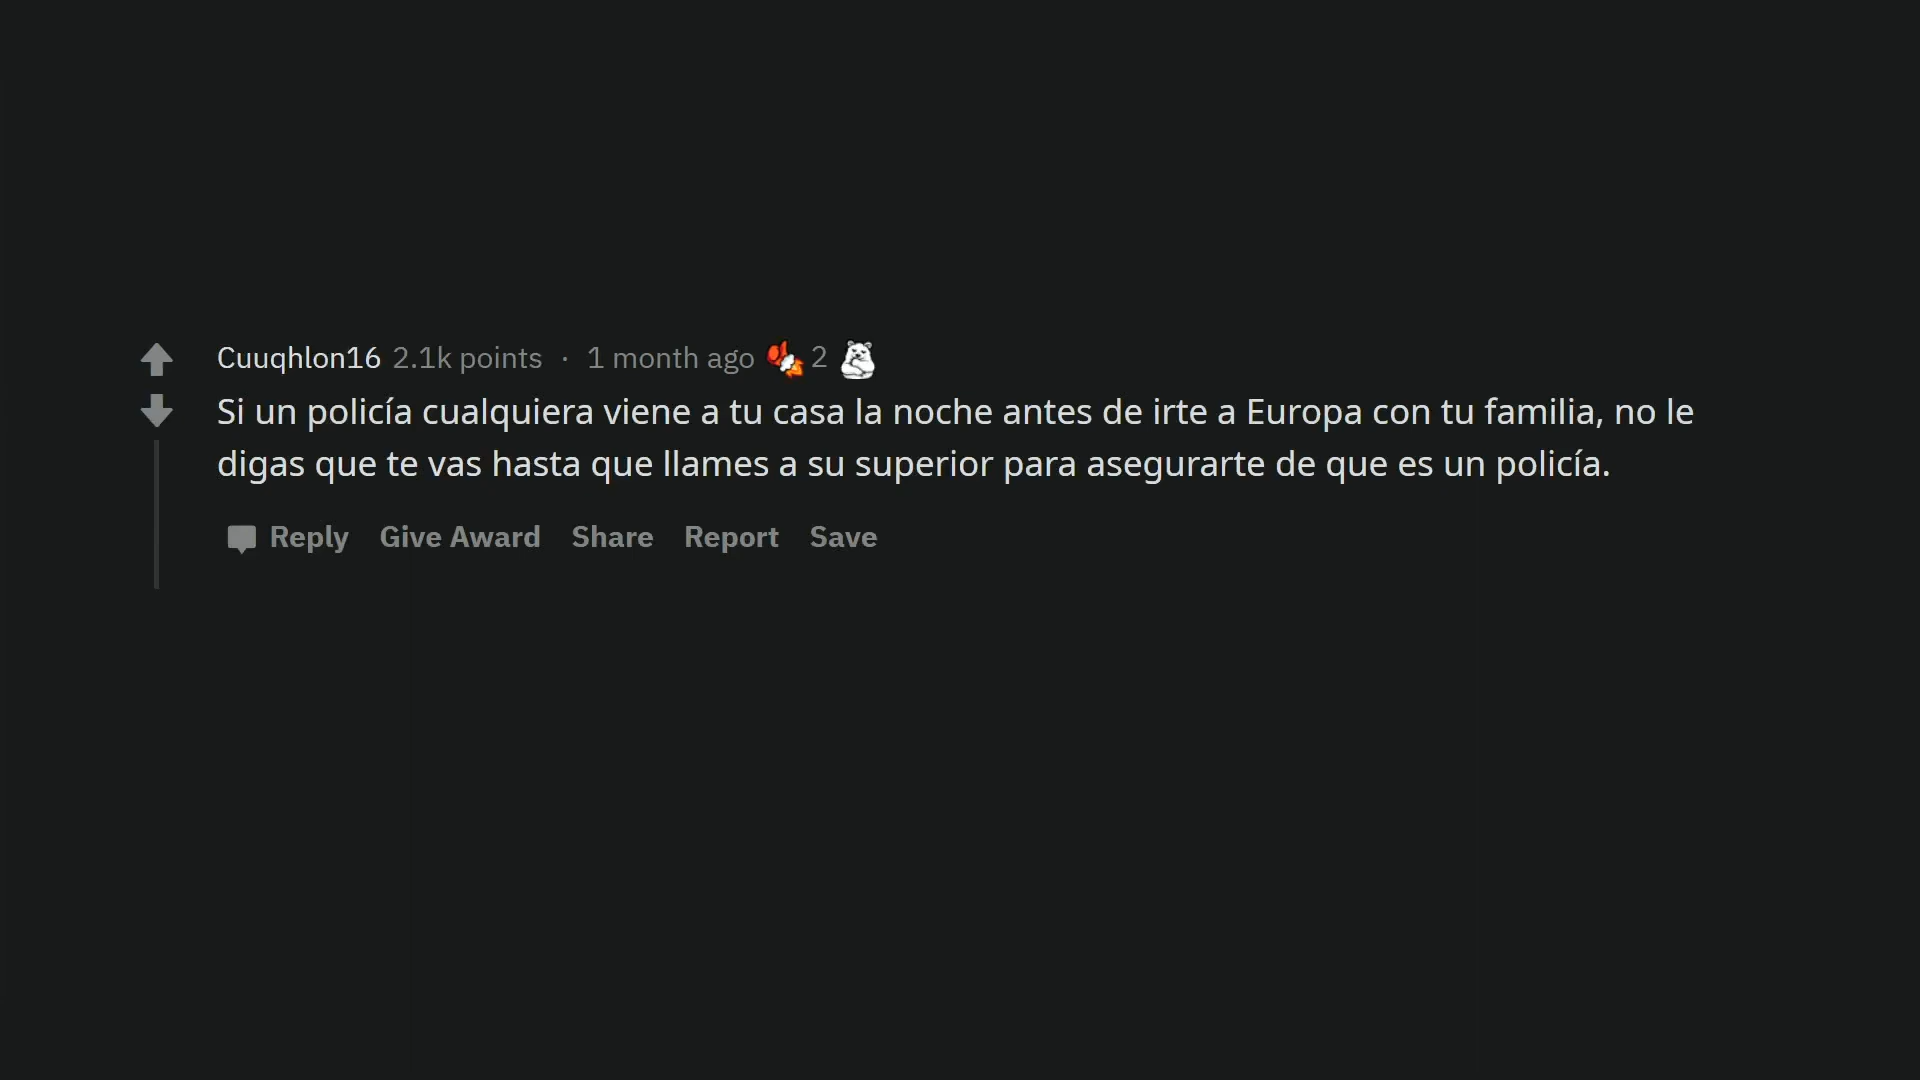 Cuuqhlon16 2.1k points · 1 month ago 2
Si un policía cualquiera viene a tu casa la noche antes de irte a Europa con tu familia, no le
digas que te vas hasta que llames a su superior para asegurarte de que es un policía.
Reply Give Award Share Report Save